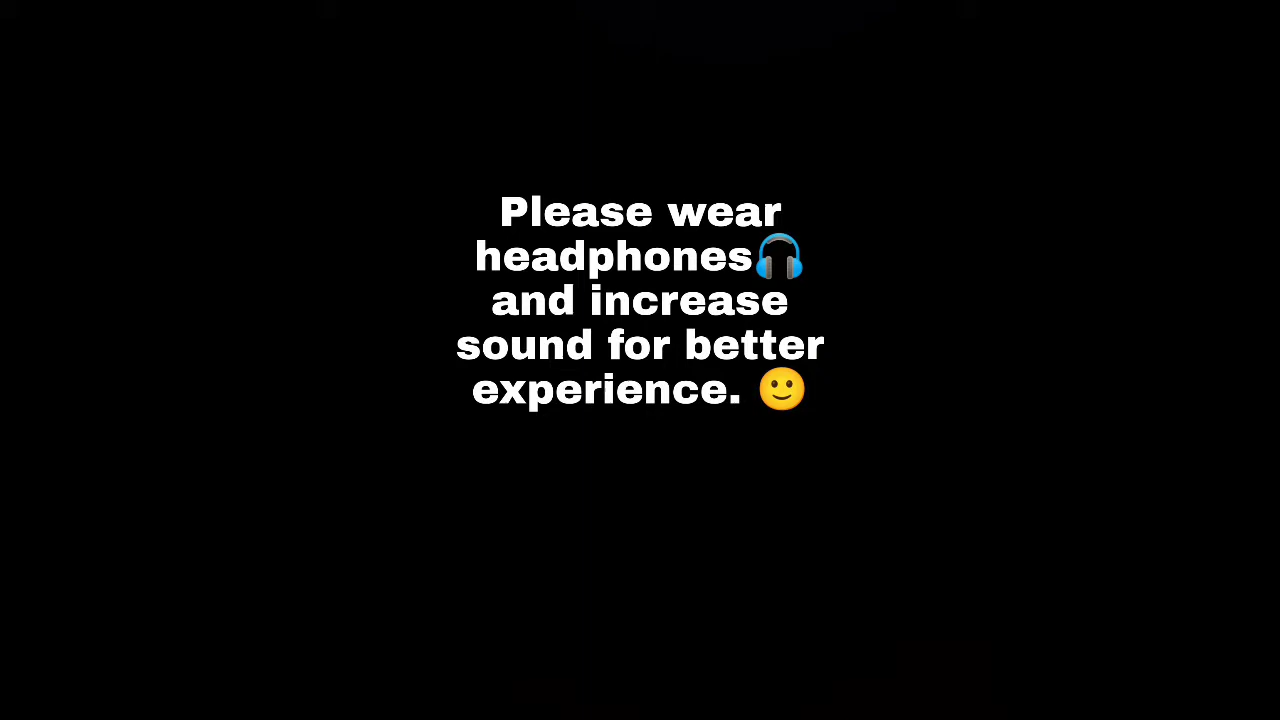 Please wear
headphones🎧
and increase
sound for better
experience. 🙂